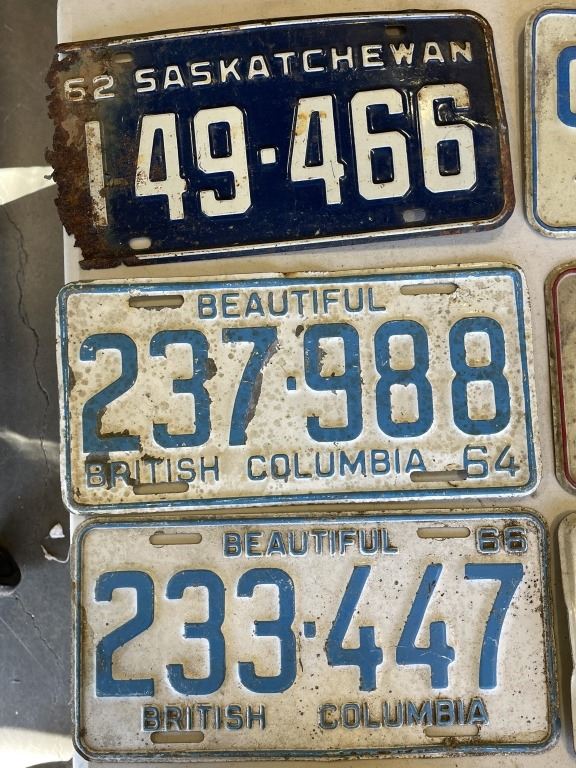 62 SASKATCHEWAN
149·466
BEAUTIFUL
237·988
BRITISH COLUMBIA 64
BEAUTIFUL 66
233·447
BRITISH COLUMBIA